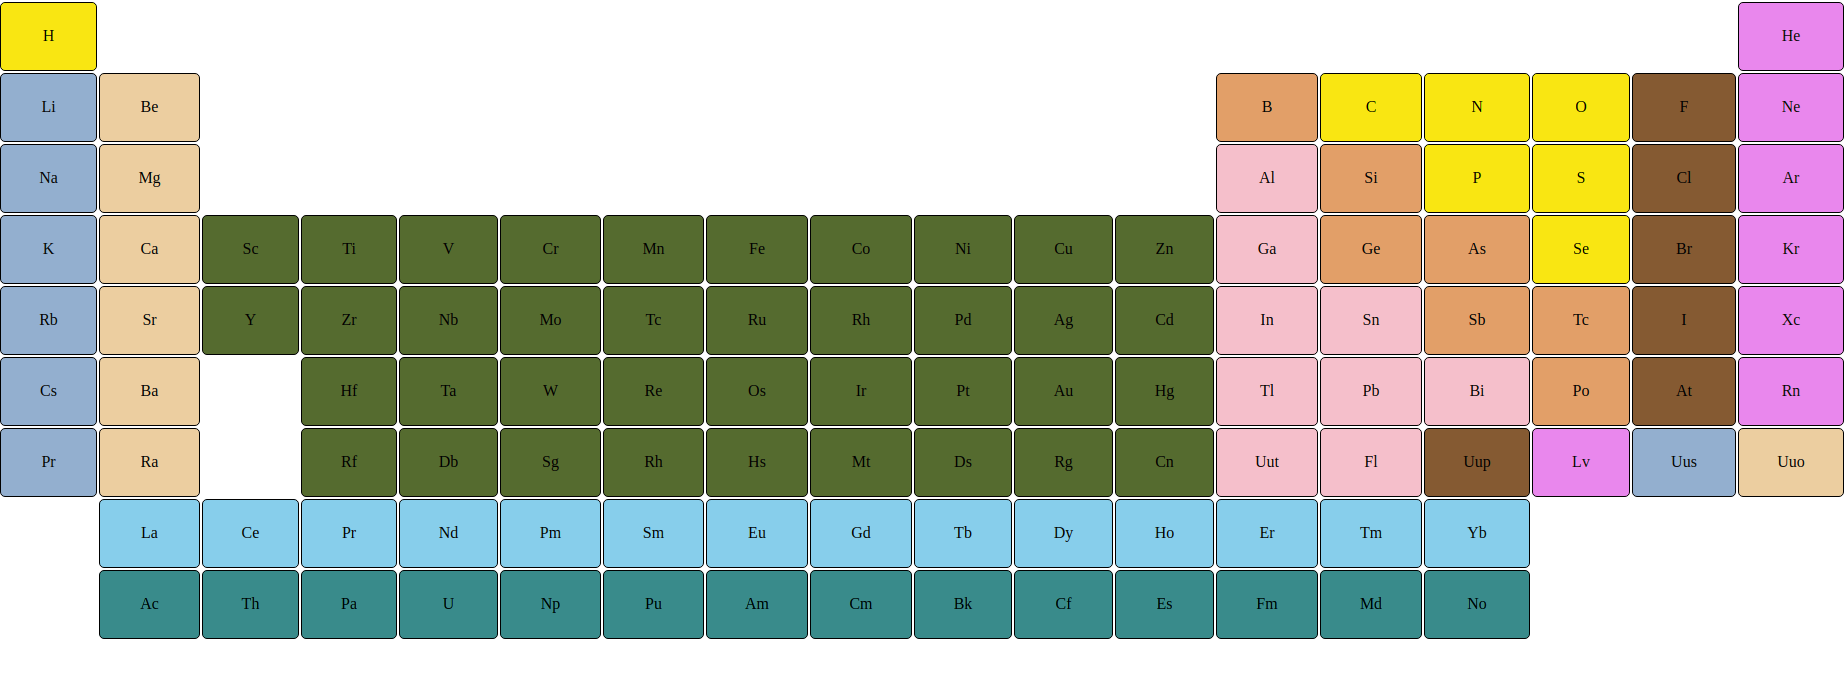 H He
Li Be B C N O F Ne
Na Mg Al Si P S Cl Ar
K Ca Sc Ti V Cr Mn Fe Co Ni Cu Zn Ga Ge As Se Br Kr
Rb Sr Y Zr Nb Mo Tc Ru Rh Pd Ag Cd In Sn Sb Tc I Xc
Cs Ba Hf Ta W Re Os Ir Pt Au Hg Tl Pb Bi Po At Rn
Pr Ra Rf Db Sg Rh Hs Mt Ds Rg Cn Uut Fl Uup Lv Uus Uuo
La Ce Pr Nd Pm Sm Eu Gd Tb Dy Ho Er Tm Yb
Ac Th Pa U Np Pu Am Cm Bk Cf Es Fm Md No